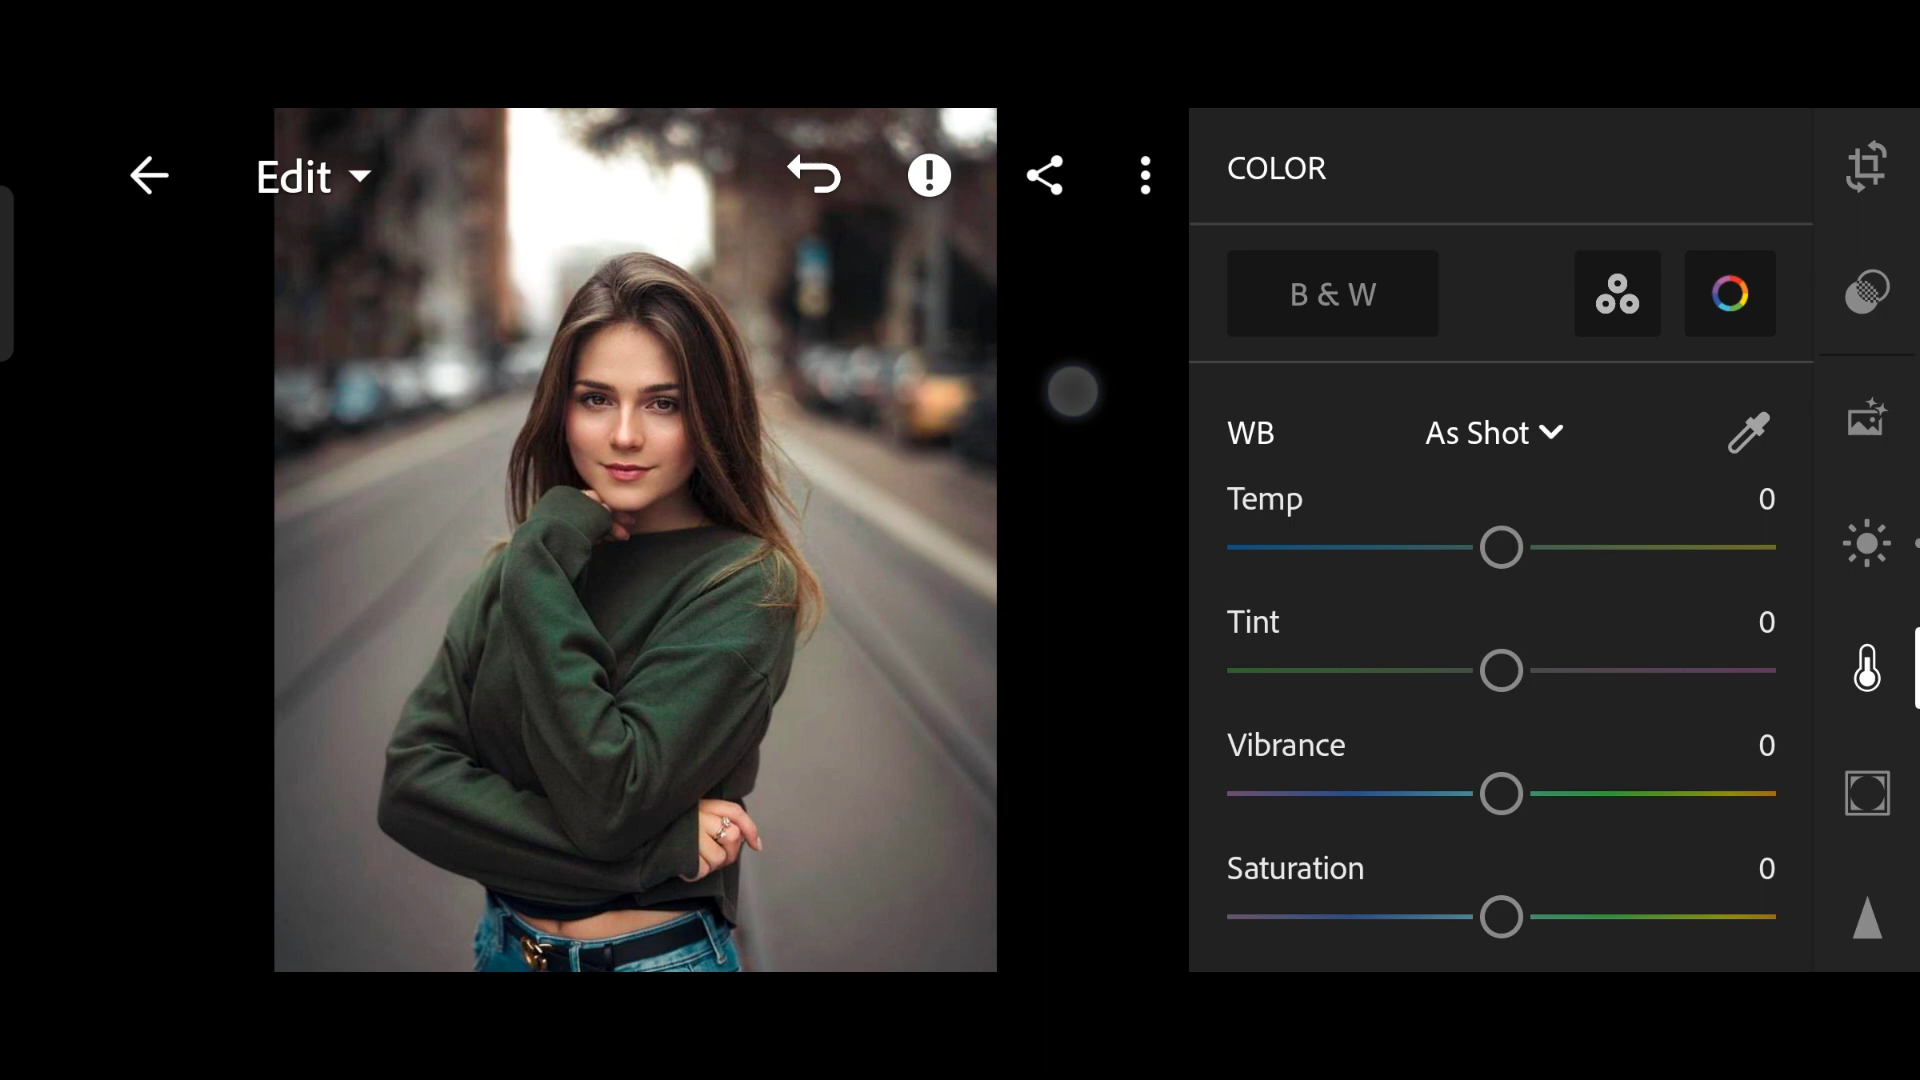 Edit
COLOR
B & W
WB As Shot
Temp 0
Tint 0
Vibrance 0
Saturation 0